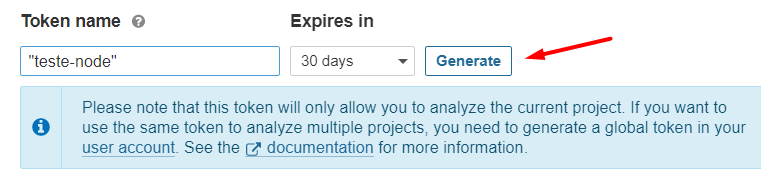 Token name Expires in
"teste-node" 30 days Generate
Please note that this token will only allow you to analyze the current project. If you want to
use the same token to analyze multiple projects, you need to generate a global token in your
user account. See the documentation for more information.